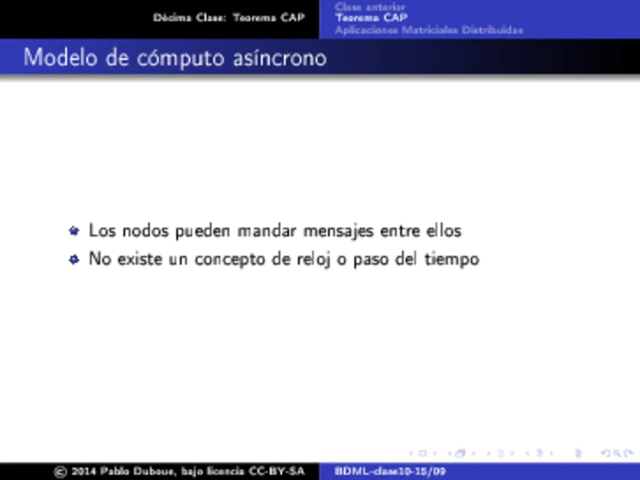 Décima Clase: Teorema CAP
Clase anterior
Teorema CAP
Aplicaciones Matriciales Distribuidas
Modelo de cómputo asíncrono
Los nodos pueden mandar mensajes entre ellos
No existe un concepto de reloj o paso del tiempo
© 2014 Pablo Duboue, bajo licencia CC-BY-SA
BDML-clase10-15/09